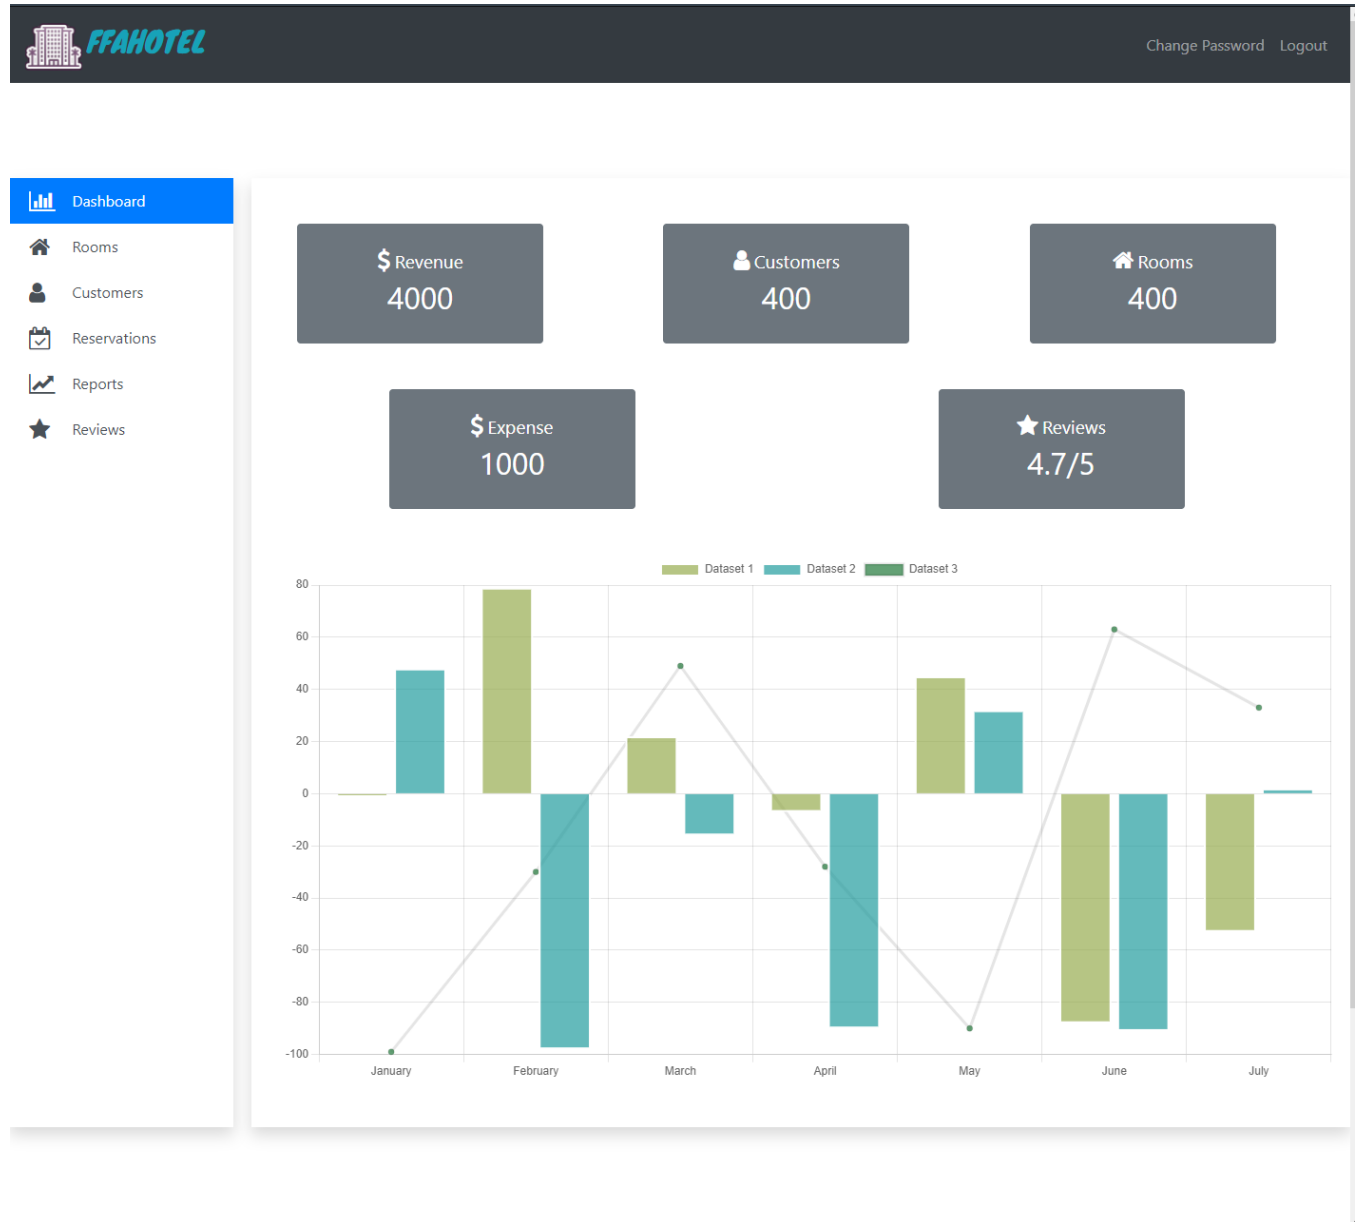 FFAHOTEL
Change Password Logout
Dashboard
Rooms
Customers
Reservations
Reports
Reviews
$ Revenue
4000
Customers
400
Rooms
400
$ Expense
1000
Reviews
4.7/5
Dataset 1 Dataset 2 Dataset 3
80
60
40
20
0
-20
-40
-60
-80
-100
January February March April May June July